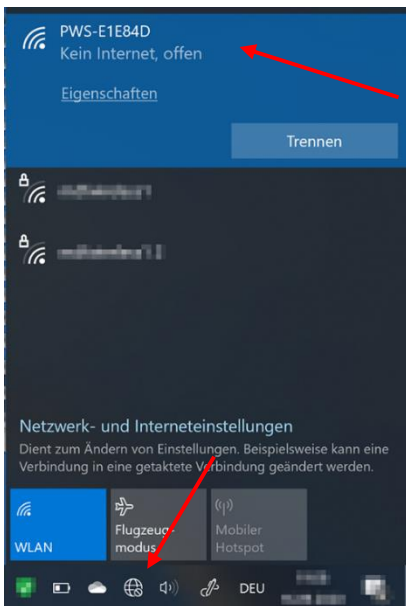 PWS-E1E84D
Kein Internet, offen
Eigenschaften
Trennen
Netzwerk- und Interneteinstellungen
Dient zum Ändern von Einstellungen. Beispielsweise kann eine
Verbindung in eine getaktete Verbindung geändert werden.
WLAN
Flugzeug-
modus
Mobiler
Hotspot
DEU